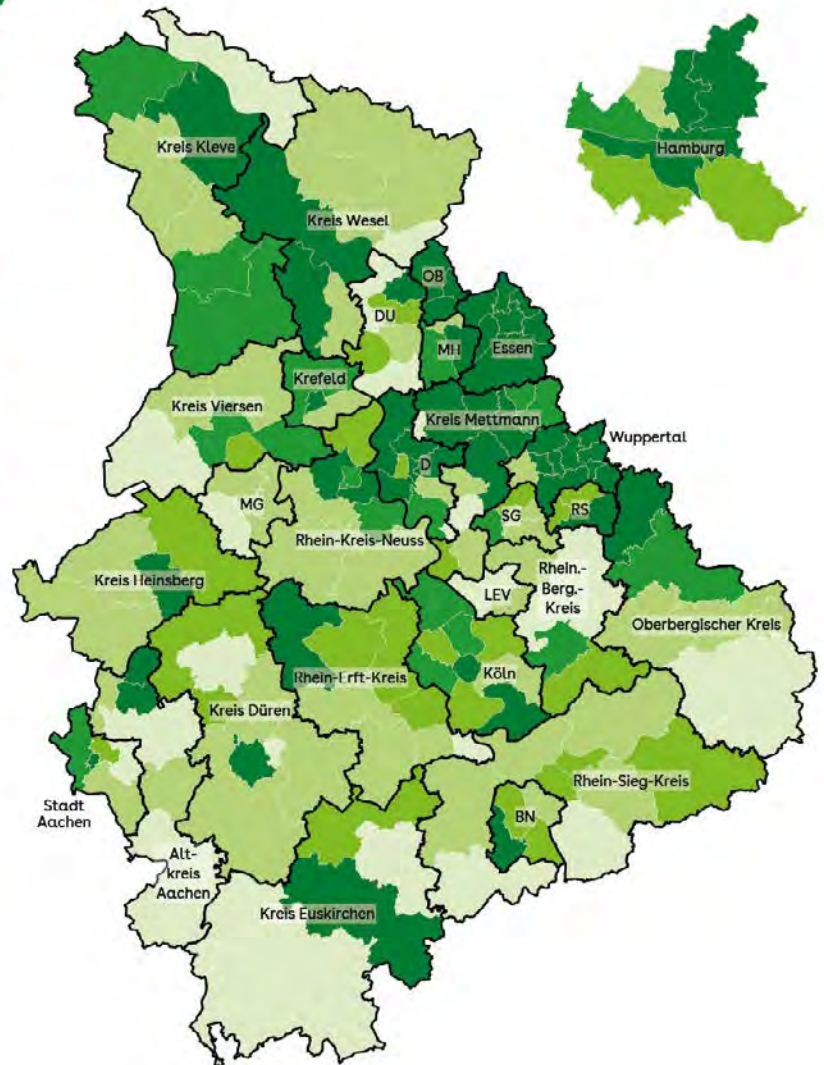 Kreis Kleve
Hamburg
Kreis Wesel
OB
DU
MH
Essen
Krefeld
Kreis Viersen
Kreis Mettmann
Wuppertal
D
MG
SG
RS
Rhein-Kreis-Neuss
Kreis Heinsberg
LEV
Rhein.-
Berg.-
Kreis
Oberbergischer Kreis
Rhein-Erft-Kreis
Köln
Kreis Düren
Rhein-Sieg-Kreis
Stadt
Aachen
BN
Alt-
kreis
Aachen
Kreis Euskirchen